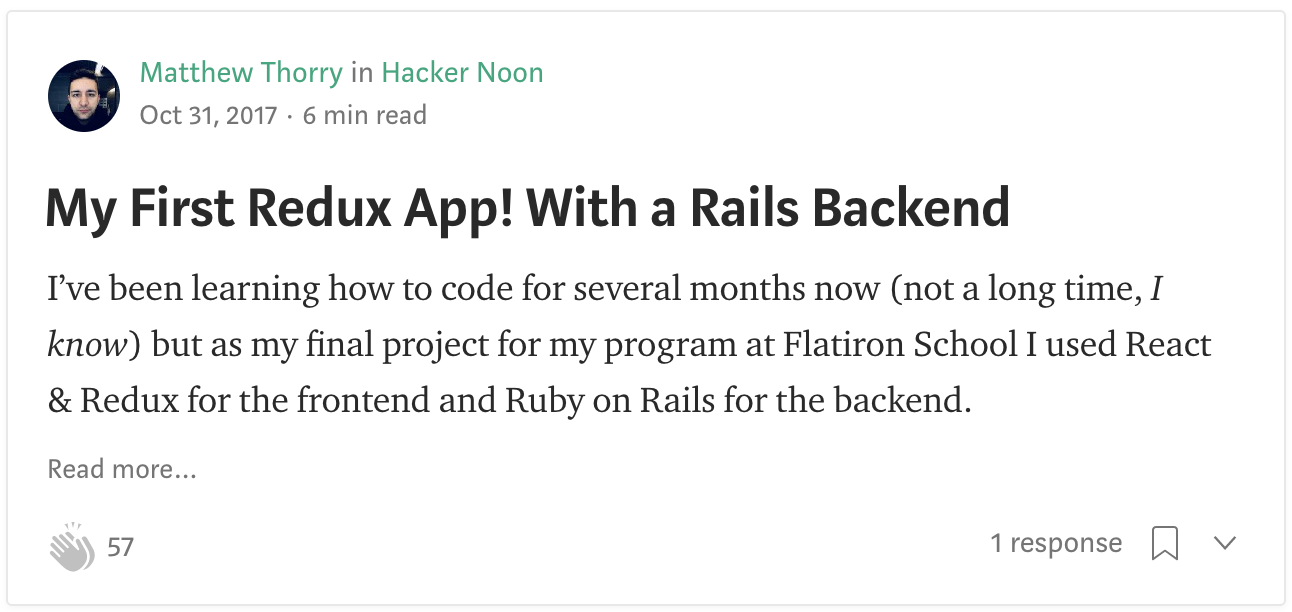 Matthew Thorry in Hacker Noon
Oct 31, 2017 · 6 min read
My First Redux App! With a Rails Backend
I’ve been learning how to code for several months now (not a long time, I
know) but as my final project for my program at Flatiron School I used React
& Redux for the frontend and Ruby on Rails for the backend.
Read more…
57
1 response